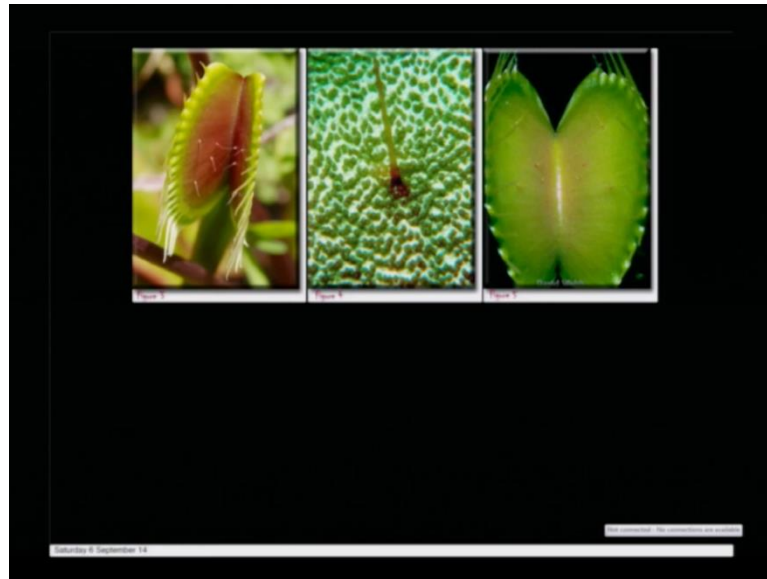 Figure 3
Figure 4
Figure 5
Not connected - No connections are available
Saturday 6 September 14